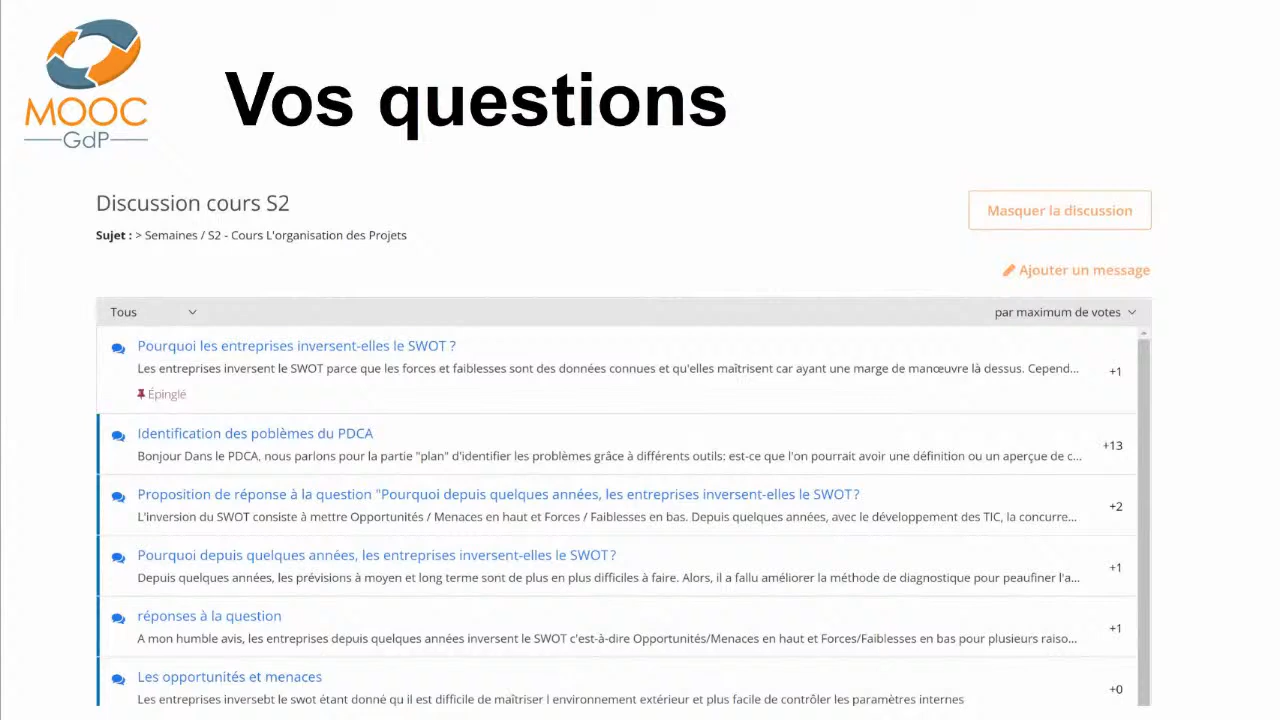 MOOC
GdP
Vos questions
Discussion cours S2
Masquer la discussion
Sujet : > Semaines / S2 - Cours L'organisation des Projets
Ajouter un message
Tous
par maximum de votes
Pourquoi les entreprises inversent-elles le SWOT ?
Les entreprises inversent le SWOT parce que les forces et faiblesses sont des données connues et qu'elles maîtrisent car ayant une marge de manœuvre là dessus. Cepend...
+1
Épinglé
Identification des poblèmes du PDCA
+13
Bonjour Dans le PDCA, nous parlons pour la partie "plan" d'identifier les problèmes grâce à différents outils: est-ce que l'on pourrait avoir une définition ou un aperçue de c...
Proposition de réponse à la question "Pourquoi depuis quelques années, les entreprises inversent-elles le SWOT?
+2
L'inversion du SWOT consiste à mettre Opportunités / Menaces en haut et Forces / Faiblesses en bas. Depuis quelques années, avec le développement des TIC, la concurre...
Pourquoi depuis quelques années, les entreprises inversent-elles le SWOT?
+1
Depuis quelques années, les prévisions à moyen et long terme sont de plus en plus difficiles à faire. Alors, il a fallu améliorer la méthode de diagnostique pour peaufiner l'a...
réponses à la question
+1
A mon humble avis, les entreprises depuis quelques années inversent le SWOT c'est-à-dire Opportunités/Menaces en haut et Forces/Faiblesses en bas pour plusieurs raiso...
Les opportunités et menaces
+0
Les entreprises inversebt le swot étant donné qu il est difficile de maîtriser l environnement extérieur et plus facile de contrôler les paramètres internes